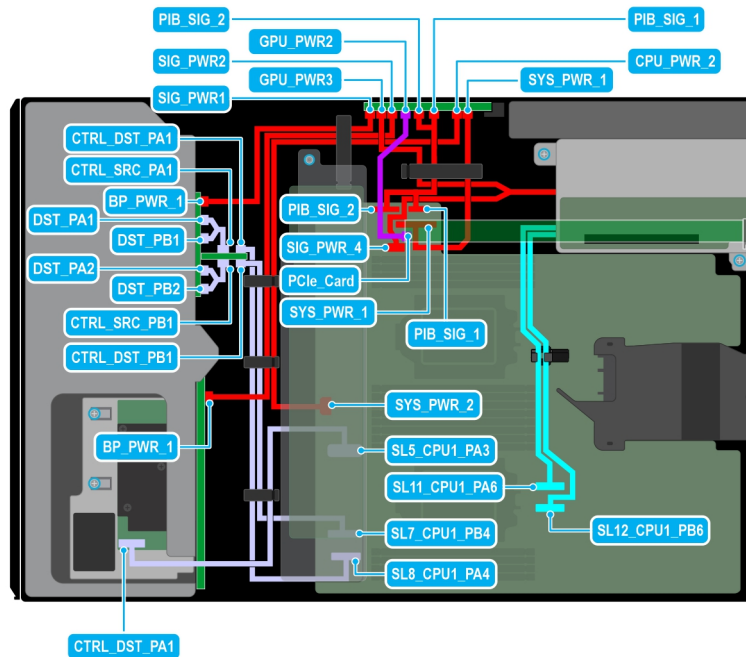 PIB_SIG_2
PIB_SIG_1
GPU_PWR2
SIG_PWR2
CPU_PWR_2
GPU_PWR3
SYS_PWR_1
SIG_PWR1
CTRL_DST_PA1
CTRL_SRC_PA1
BP_PWR_1
DST_PA1
PIB_SIG_2
DST_PB1
SIG_PWR_4
DST_PA2
PCIe_Card
DST_PB2
SYS_PWR_1
CTRL_SRC_PB1
PIB_SIG_1
CTRL_DST_PB1
SYS_PWR_2
BP_PWR_1
SL5_CPU1_PA3
SL11_CPU1_PA6
SL7_CPU1_PB4
SL12_CPU1_PB6
SL8_CPU1_PA4
CTRL_DST_PA1